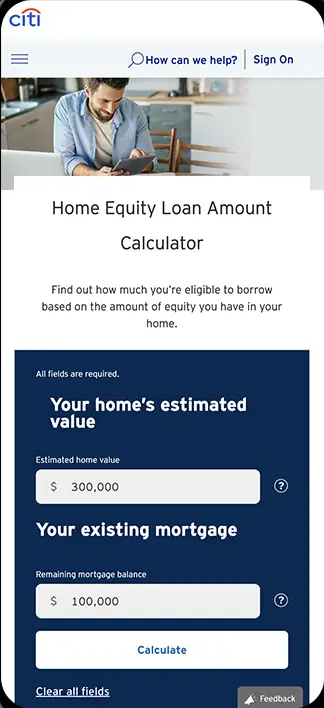 citi
How can we help?
Sign On
Home Equity Loan Amount
Calculator
Find out how much you're eligible to borrow
based on the amount of equity you have in your
home.
All fields are required.
Your home's estimated
value
Estimated home value
$ 300,000
?
Your existing mortgage
Remaining mortgage balance
$ 100,000
?
Calculate
Clear all fields
Feedback